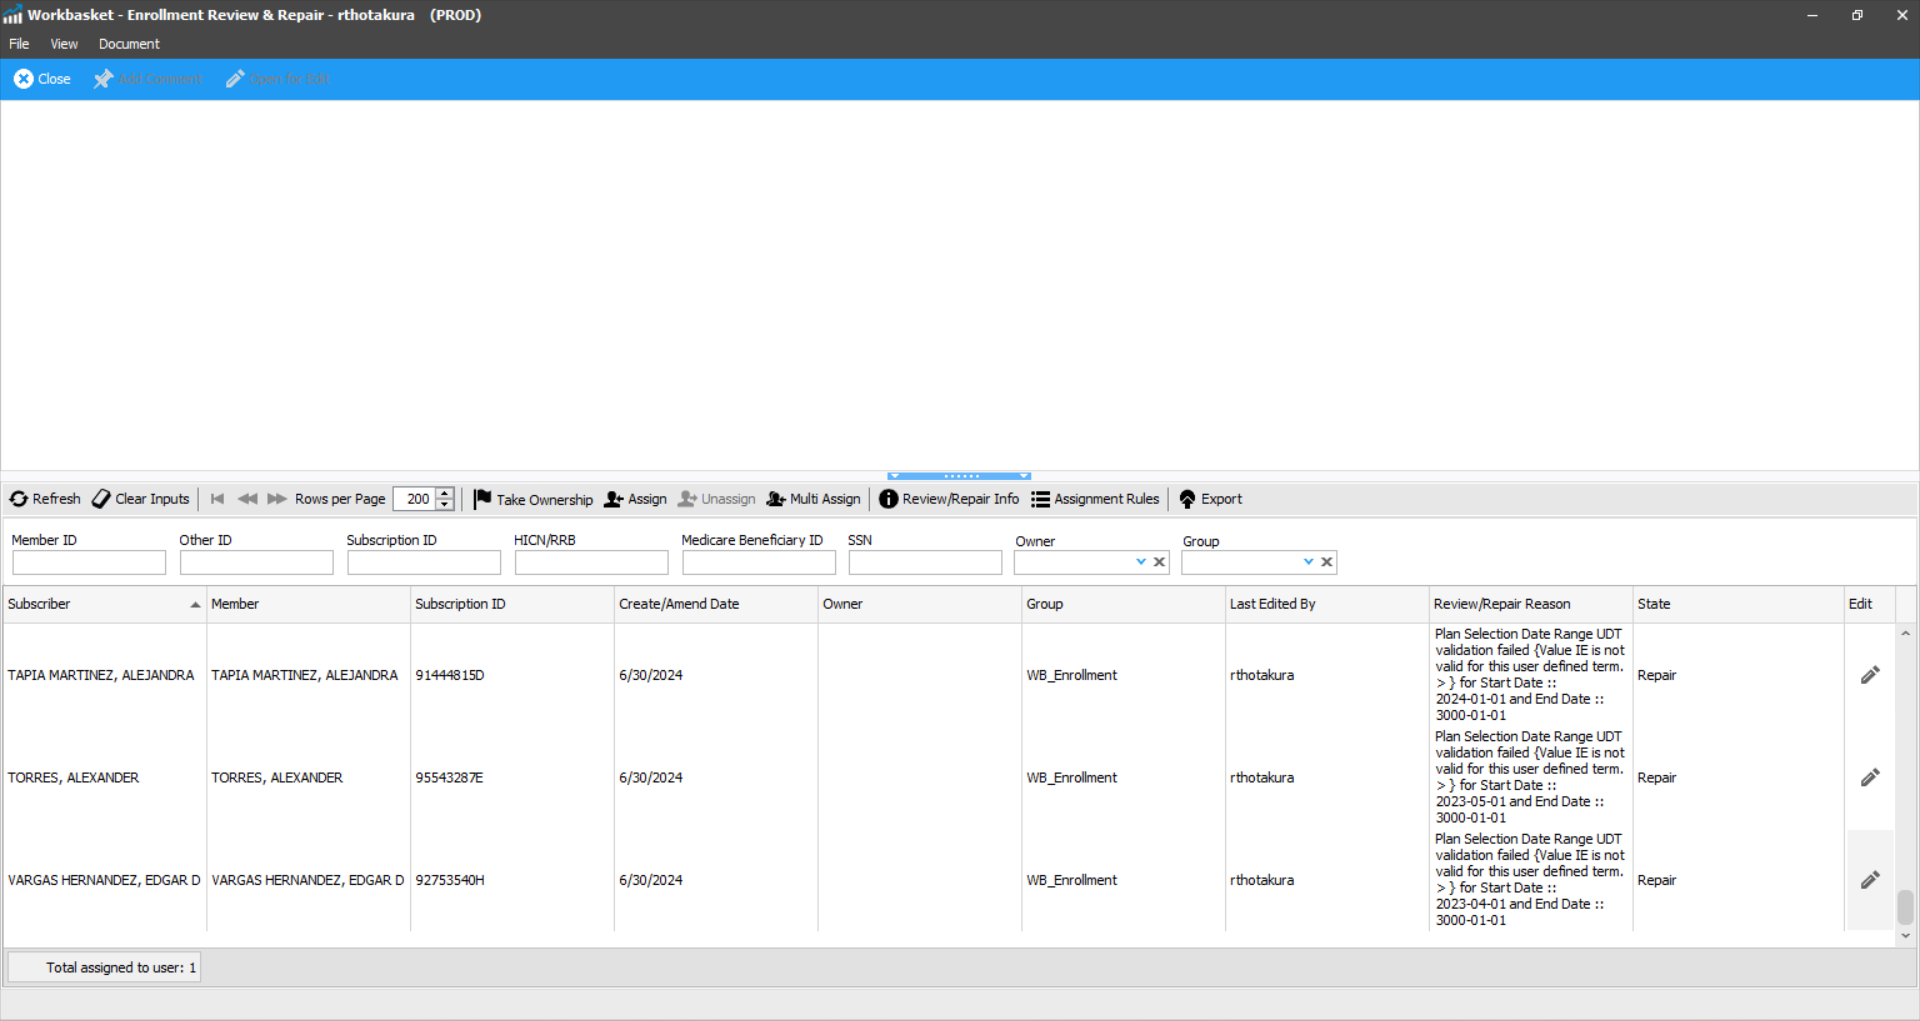 Workbasket - Enrollment Review & Repair - rthotakura (PROD)
File View Document
Close Add Comment Open for Edit
Refresh Clear Inputs Rows per Page 200 Take Ownership Assign Unassign Multi Assign Review/Repair Info Assignment Rules Export
Member ID Other ID Subscription ID HICN/RRB Medicare Beneficiary ID SSN Owner Group
Subscriber Member Subscription ID Create/Amend Date Owner Group Last Edited By Review/Repair Reason State Edit
TAPIA MARTINEZ, ALEJANDRA TAPIA MARTINEZ, ALEJANDRA 91444815D 6/30/2024 WB_Enrollment rthotakura
Plan Selection Date Range UDT
validation failed {Value IE is not
valid for this user defined term.
> } for Start Date ::
2024-01-01 and End Date ::
3000-01-01
Repair
TORRES, ALEXANDER TORRES, ALEXANDER 95543287E 6/30/2024 WB_Enrollment rthotakura
Plan Selection Date Range UDT
validation failed {Value IE is not
valid for this user defined term.
> } for Start Date ::
2023-05-01 and End Date ::
3000-01-01
Repair
VARGAS HERNANDEZ, EDGAR D VARGAS HERNANDEZ, EDGAR D 92753540H 6/30/2024 WB_Enrollment rthotakura
Plan Selection Date Range UDT
validation failed {Value IE is not
valid for this user defined term.
> } for Start Date ::
2023-04-01 and End Date ::
3000-01-01
Repair
Total assigned to user: 1